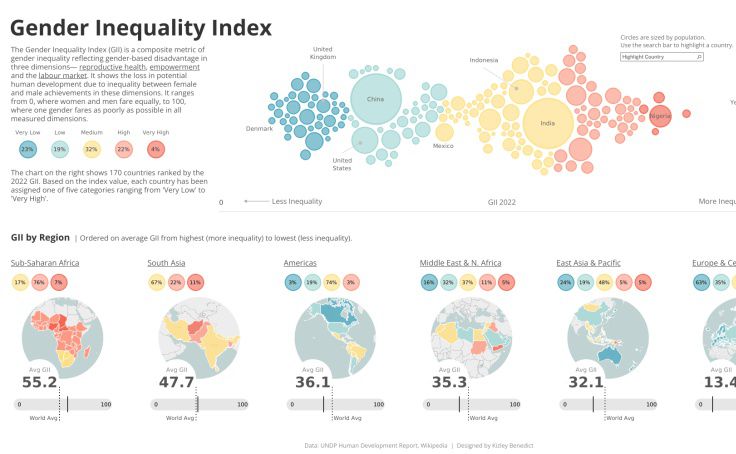 Gender Inequality Index
The Gender Inequality Index (GII) is a composite metric of
gender inequality reflecting gender-based disadvantage in
three dimensions— reproductive health, empowerment
and the labour market. It shows the loss in potential
human development due to inequality between female
and male achievements in these dimensions. It ranges
from 0, where women and men fare equally, to 100,
where one gender fares as poorly as possible in all
measured dimensions.
Very Low Low Medium High Very High
23% 19% 32% 22% 4%
The chart on the right shows 170 countries ranked by the
2022 GII. Based on the index value, each country has been
assigned one of five categories ranging from 'Very Low' to
'Very High'.
Circles are sized by population.
Use the search bar to highlight a country.
Highlight Country
United
Kingdom
Indonesia
China
India
Nigeria
Denmark
Mexico
United
States
Ye
0 Less Inequality GII 2022 More Inequ
GII by Region | Ordered on average GII from highest (more inequality) to lowest (less inequality).
Sub-Saharan Africa South Asia Americas Middle East & N. Africa East Asia & Pacific Europe & Ce
17% 76% 7% 67% 22% 11% 3% 19% 74% 3% 16% 32% 37% 11% 5% 24% 19% 48% 5% 5% 63% 35%
Avg GII Avg GII Avg GII Avg GII Avg GII Avg GII
55.2 47.7 36.1 35.3 32.1 13.4
0 100 0 100 0 100 0 100 0 100 0
World Avg World Avg World Avg World Avg World Avg
Data: UNDP Human Development Report, Wikipedia | Designed by Kizley Benedict